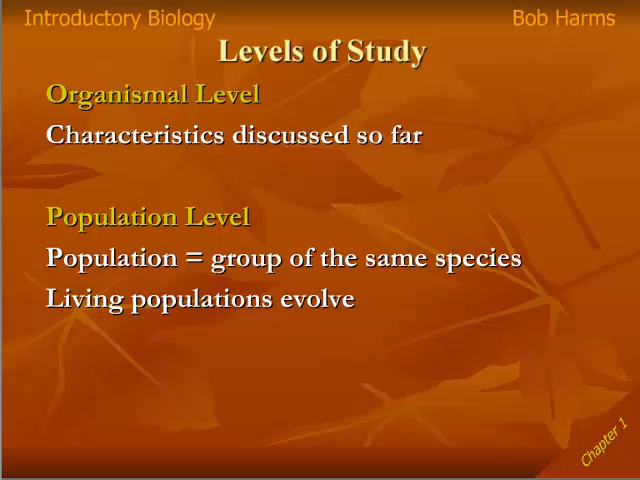 Introductory Biology
Bob Harms
Levels of Study
Organismal Level
Characteristics discussed so far
Population Level
Population = group of the same species
Living populations evolve
Chapter 1